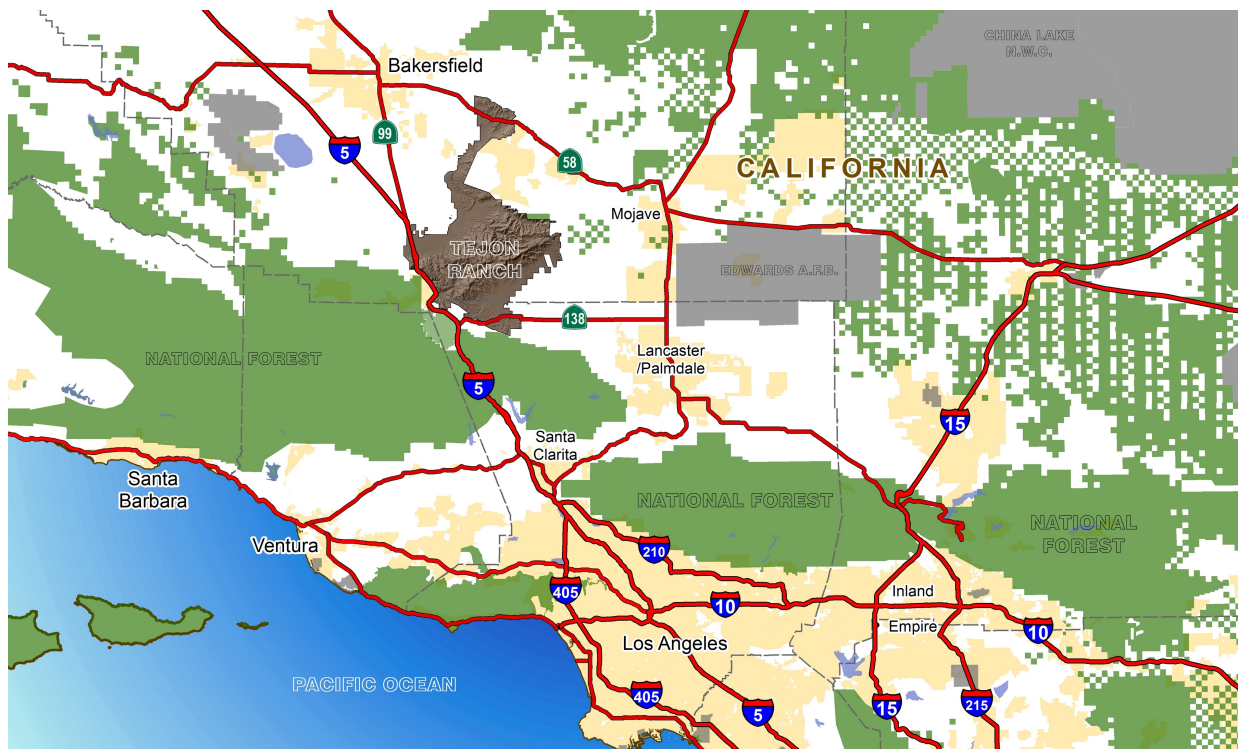 CHINA LAKE
N.W.C.
Bakersfield
99
5
58
CALIFORNIA
Mojave
TEJON
RANCH
EDWARDS A.F.B.
138
NATIONAL FOREST
Lancaster
/Palmdale
5
15
Santa
Clarita
Santa
Barbara
NATIONAL FOREST
NATIONAL
FOREST
Ventura
210
405
10
Inland
Empire
10
Los Angeles
PACIFIC OCEAN
405
5
15
215